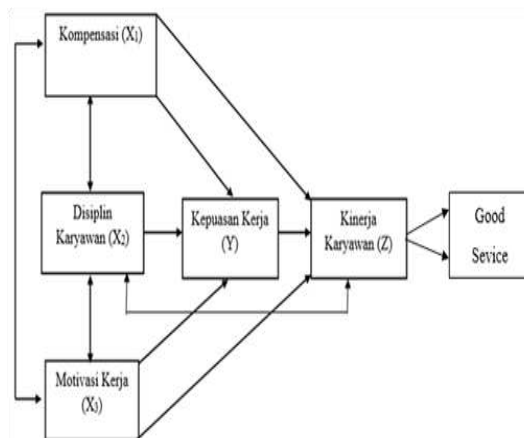 Kompensasi (X1)
Disiplin
Karyawan (X2)
Kepuasan Kerja
(Y)
Kinerja
Karyawan (Z)
Good
Sevice
Motivasi Kerja
(X3)